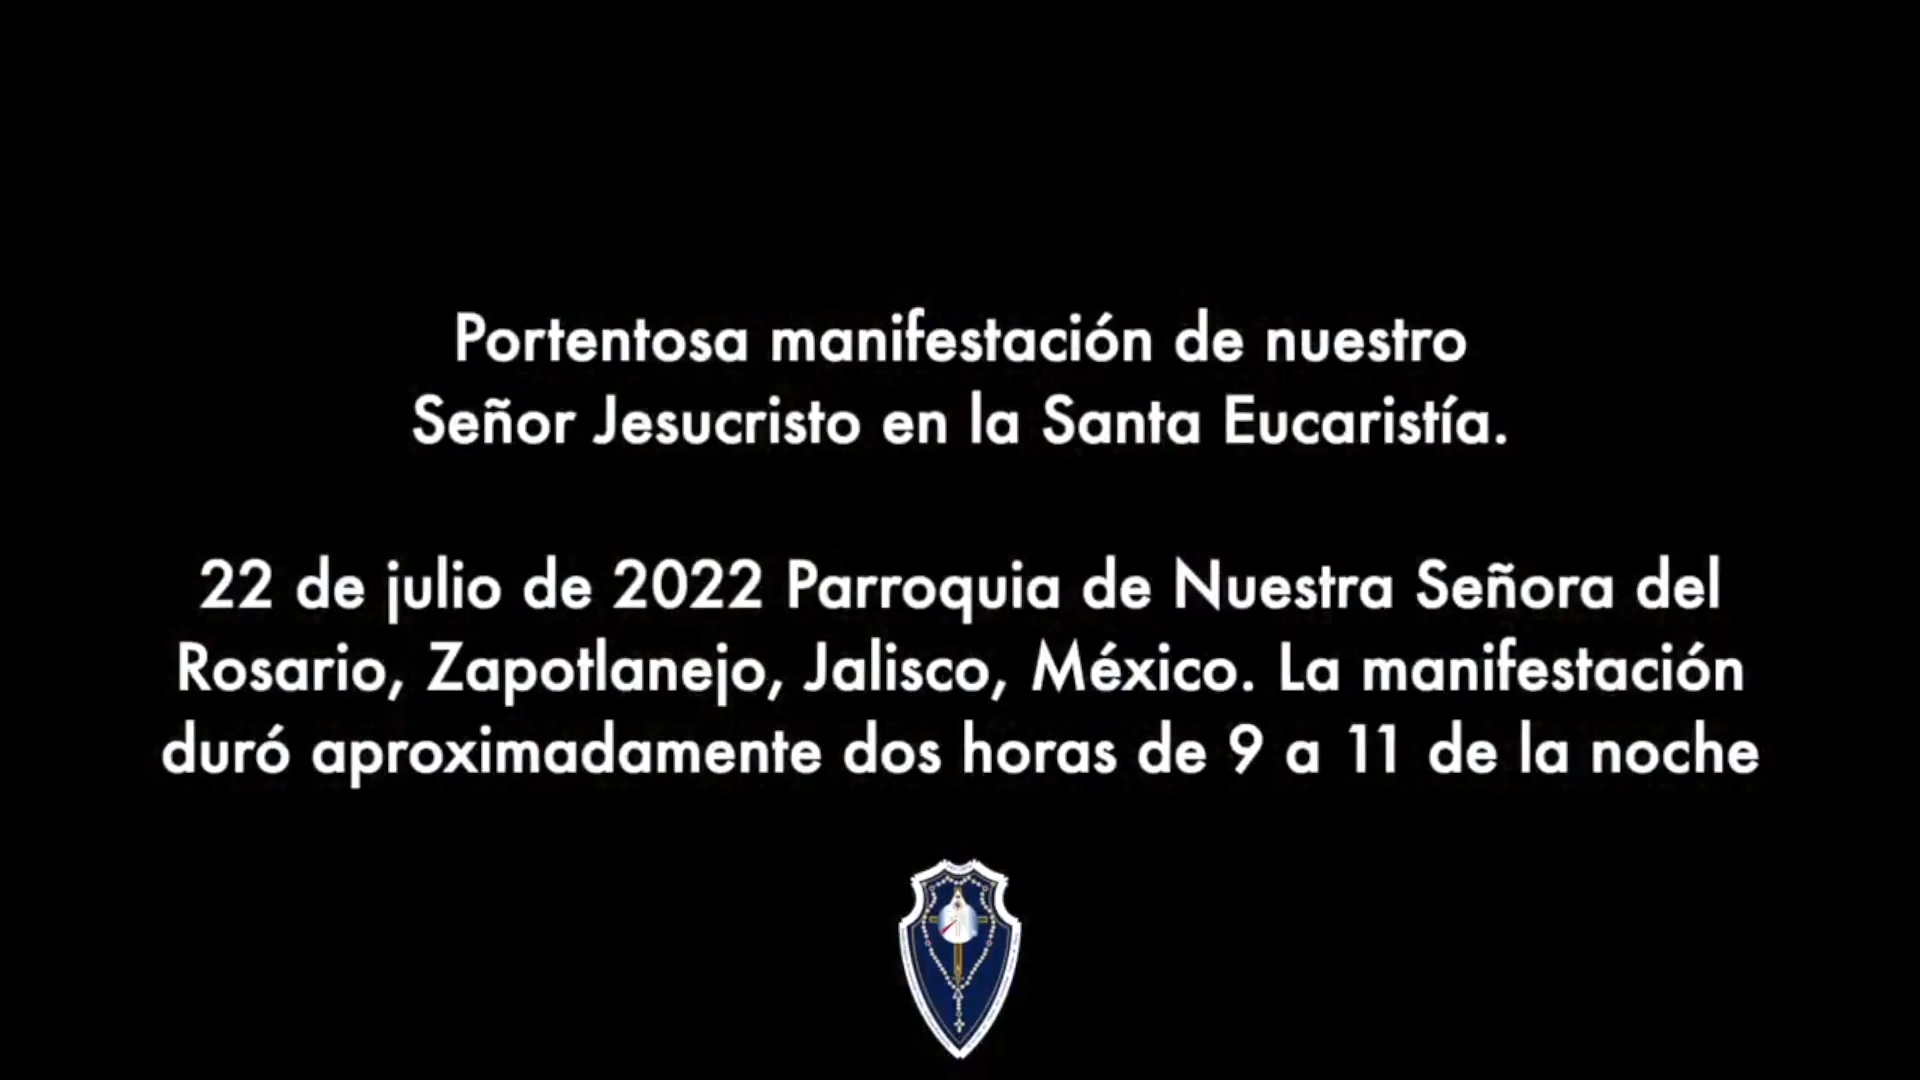 Portentosa manifestación de nuestro
Señor Jesucristo en la Santa Eucaristía.
22 de julio de 2022 Parroquia de Nuestra Señora del
Rosario, Zapotlanejo, Jalisco, México. La manifestación
duró aproximadamente dos horas de 9 a 11 de la noche